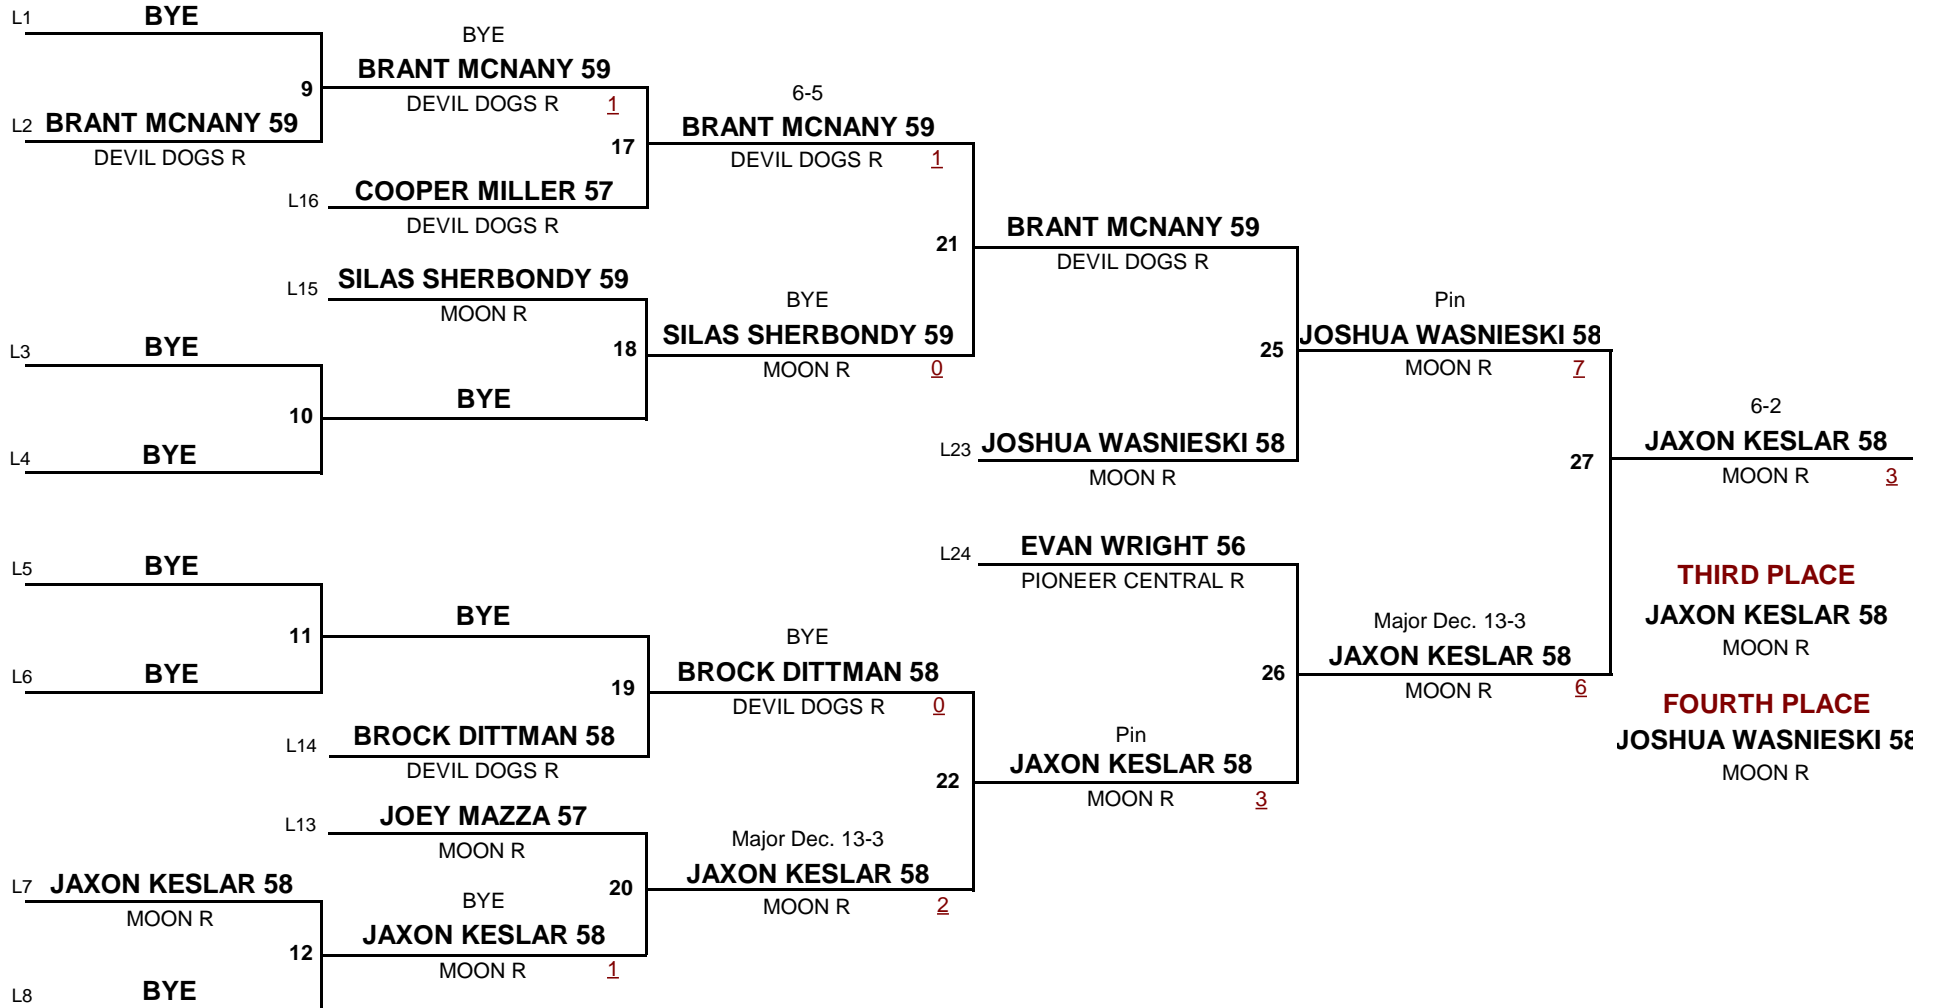 L1 BYE
BYE
BRANT MCNANY 59
9
DEVIL DOGS R 1
L2 BRANT MCNANY 59
DEVIL DOGS R
6-5
BRANT MCNANY 59
17
DEVIL DOGS R 1
L16 COOPER MILLER 57
DEVIL DOGS R
BRANT MCNANY 59
21
DEVIL DOGS R
L15 SILAS SHERBONDY 59
MOON R
BYE
SILAS SHERBONDY 59
18
MOON R 0
L3 BYE
10
BYE
L4 BYE
Pin
JOSHUA WASNIESKI 58
25
MOON R 7
L23 JOSHUA WASNIESKI 58
MOON R
6-2
JAXON KESLAR 58
27
MOON R 3
L24 EVAN WRIGHT 56
PIONEER CENTRAL R
THIRD PLACE
JAXON KESLAR 58
MOON R
FOURTH PLACE
JOSHUA WASNIESKI 58
MOON R
L5 BYE
11
BYE
L6 BYE
BYE
BROCK DITTMAN 58
19
DEVIL DOGS R 0
L14 BROCK DITTMAN 58
DEVIL DOGS R
Major Dec. 13-3
JAXON KESLAR 58
26
MOON R 6
Pin
JAXON KESLAR 58
22
MOON R 3
L13 JOEY MAZZA 57
MOON R
Major Dec. 13-3
JAXON KESLAR 58
20
MOON R 2
L7 JAXON KESLAR 58
MOON R
BYE
JAXON KESLAR 58
12
MOON R 1
L8 BYE